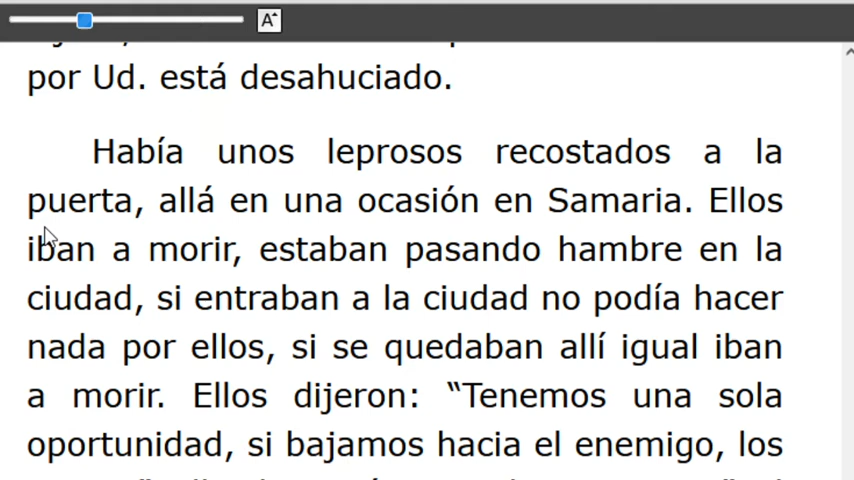 A
por Ud. está desahuciado.
Había unos leprosos recostados a la
puerta, allá en una ocasión en Samaria. Ellos
iban a morir, estaban pasando hambre en la
ciudad, si entraban a la ciudad no podía hacer
nada por ellos, si se quedaban allí igual iban
a morir. Ellos dijeron: “Tenemos una sola
oportunidad, si bajamos hacia el enemigo, los